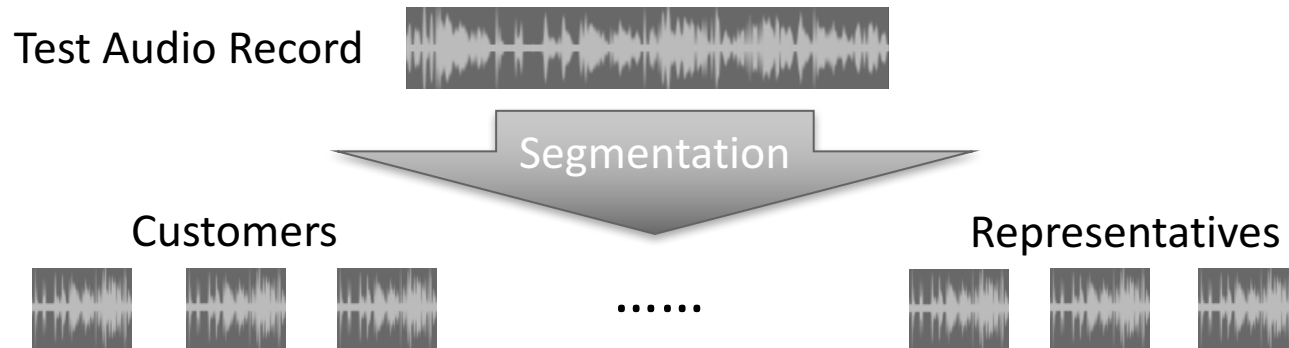 Test Audio Record
Segmentation
Customers
Representatives
......